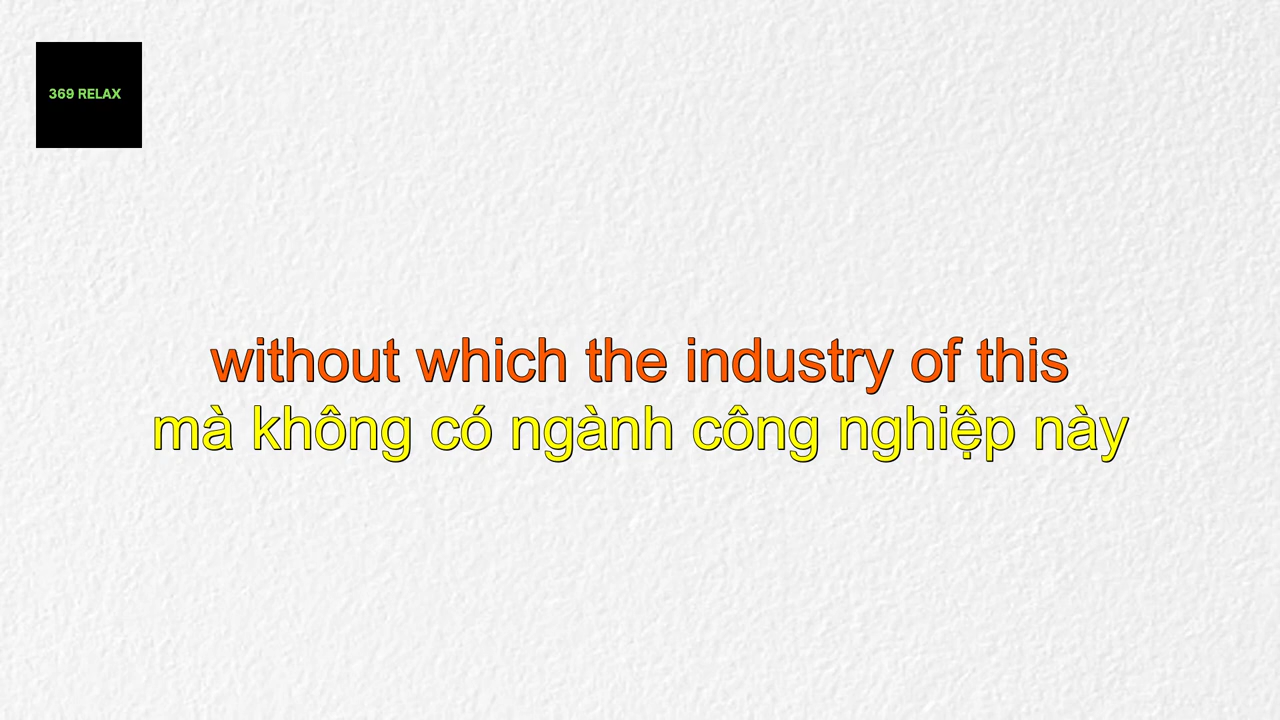 369 RELAX
without which the industry of this
mà không có ngành công nghiệp này